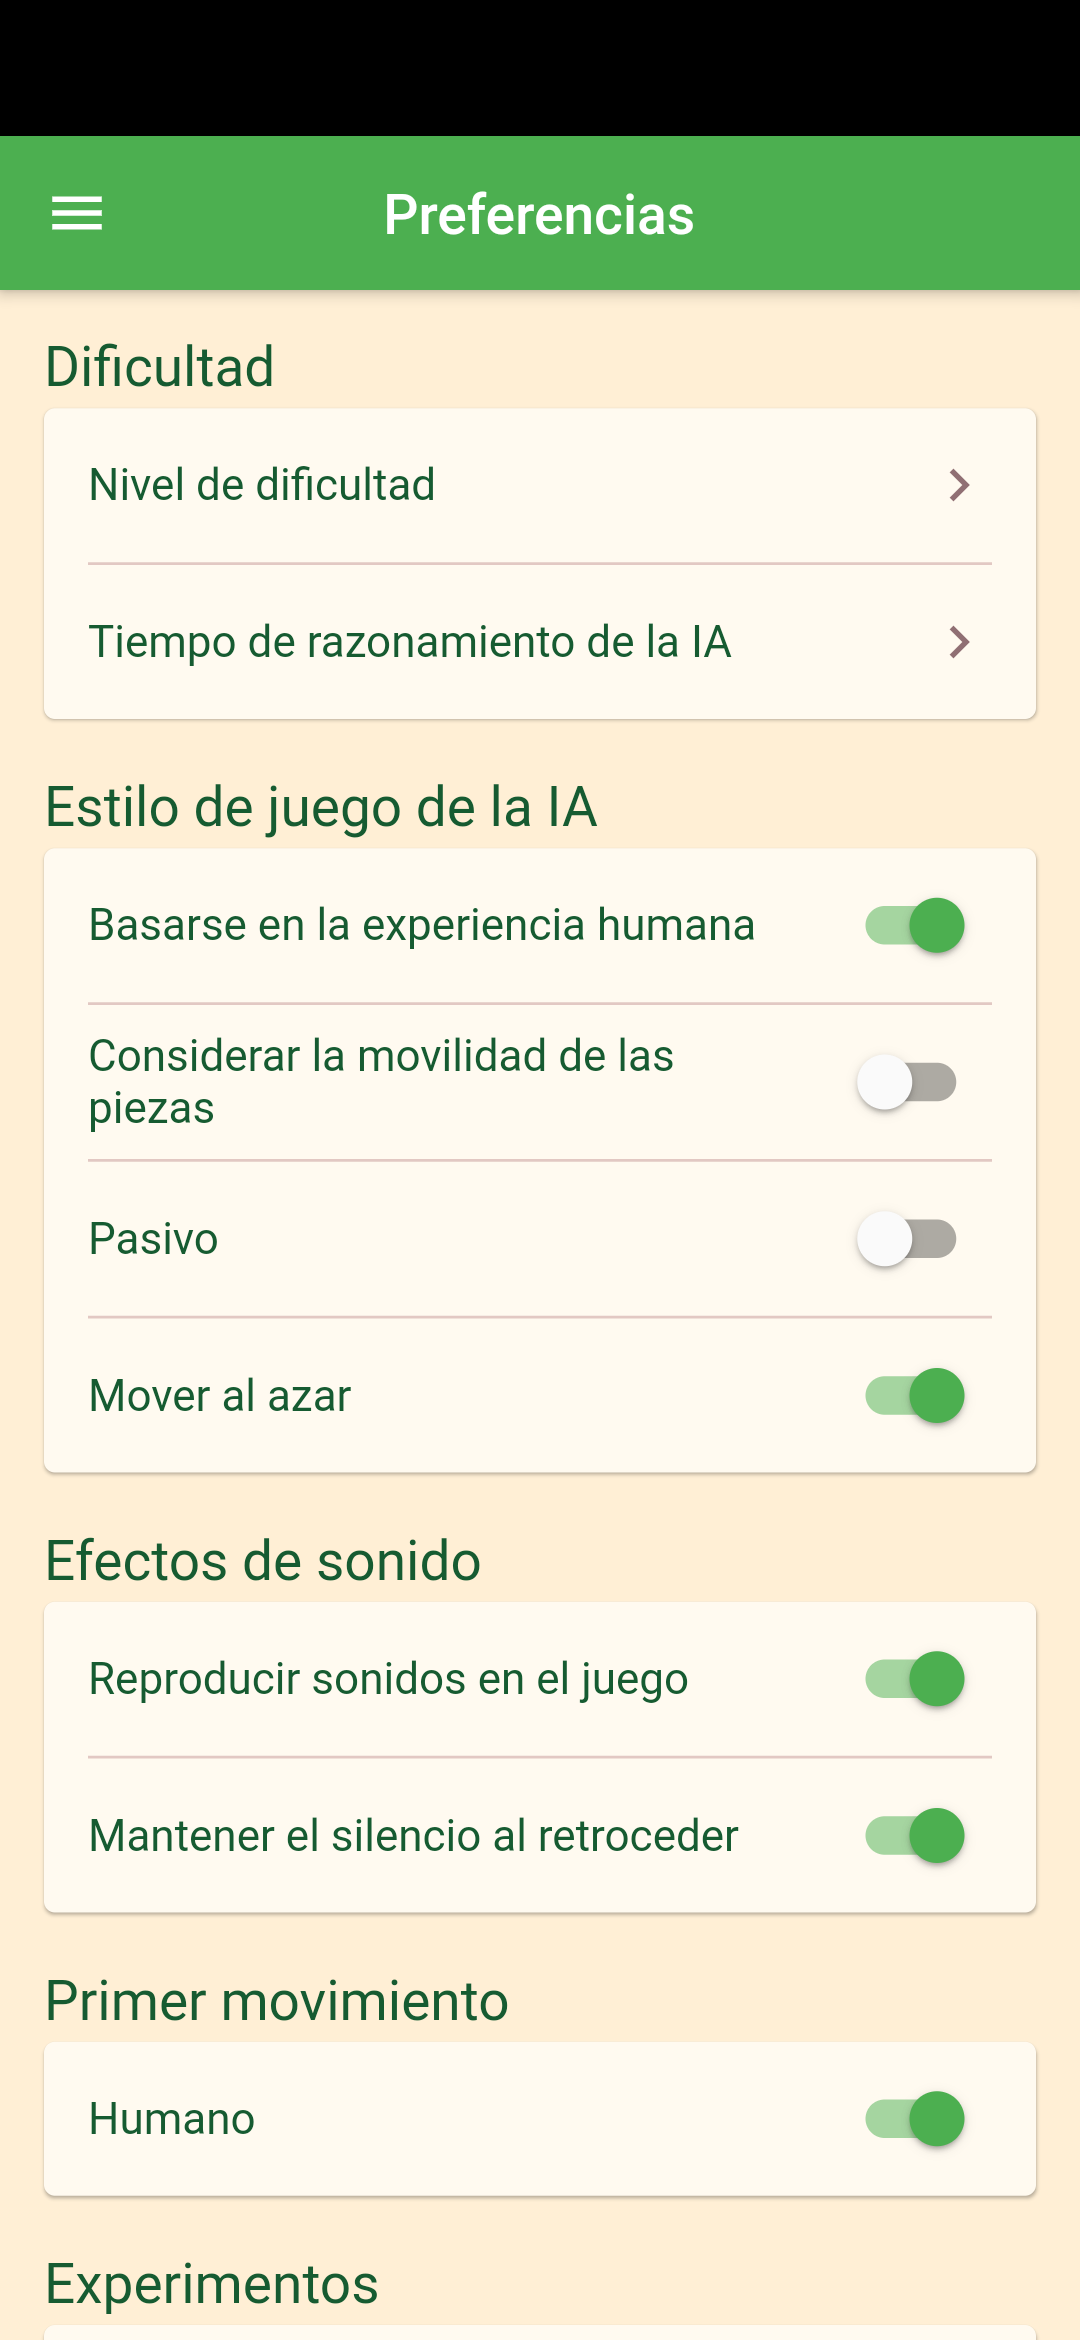 Preferencias
Dificultad
Nivel de dificultad
Tiempo de razonamiento de la IA
Estilo de juego de la IA
Basarse en la experiencia humana
Considerar la movilidad de las
piezas
Pasivo
Mover al azar
Efectos de sonido
Reproducir sonidos en el juego
Mantener el silencio al retroceder
Primer movimiento
Humano
Experimentos